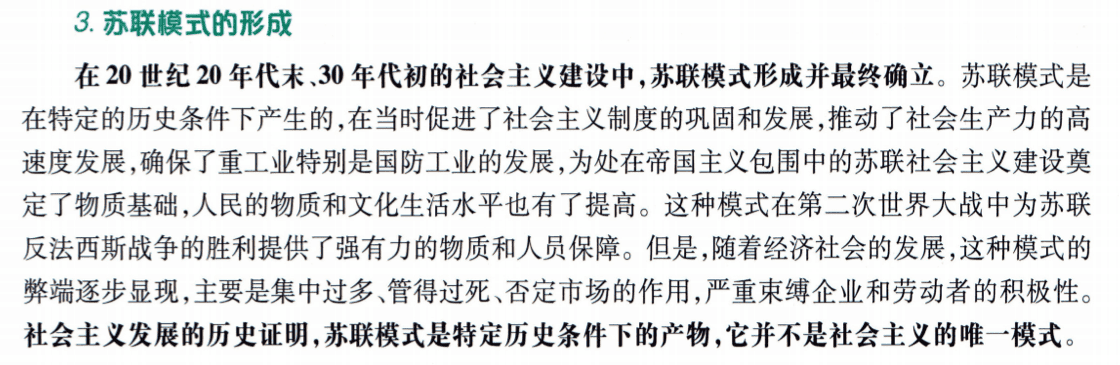 3. 苏联模式的形成
在20世纪20年代末、30年代初的社会主义建设中,苏联模式形成并最终确立。苏联模式是
在特定的历史条件下产生的,在当时促进了社会主义制度的巩固和发展,推动了社会生产力的高
速度发展,确保了重工业特别是国防工业的发展,为处在帝国主义包围中的苏联社会主义建设奠
定了物质基础,人民的物质和文化生活水平也有了提高。这种模式在第二次世界大战中为苏联
反法西斯战争的胜利提供了强有力的物质和人员保障。但是,随着经济社会的发展,这种模式的
弊端逐步显现,主要是集中过多、管得过死、否定市场的作用,严重束缚企业和劳动者的积极性。
社会主义发展的历史证明,苏联模式是特定历史条件下的产物,它并不是社会主义的唯一模式。